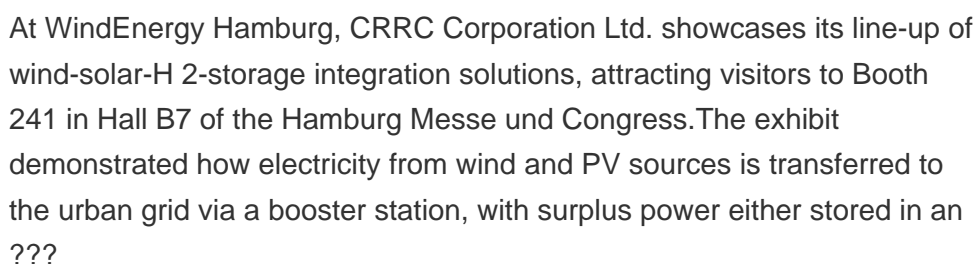 At WindEnergy Hamburg, CRRC Corporation Ltd. showcases its line-up of
wind-solar-H 2-storage integration solutions, attracting visitors to Booth
241 in Hall B7 of the Hamburg Messe und Congress.The exhibit
demonstrated how electricity from wind and PV sources is transferred to
the urban grid via a booster station, with surplus power either stored in an
???